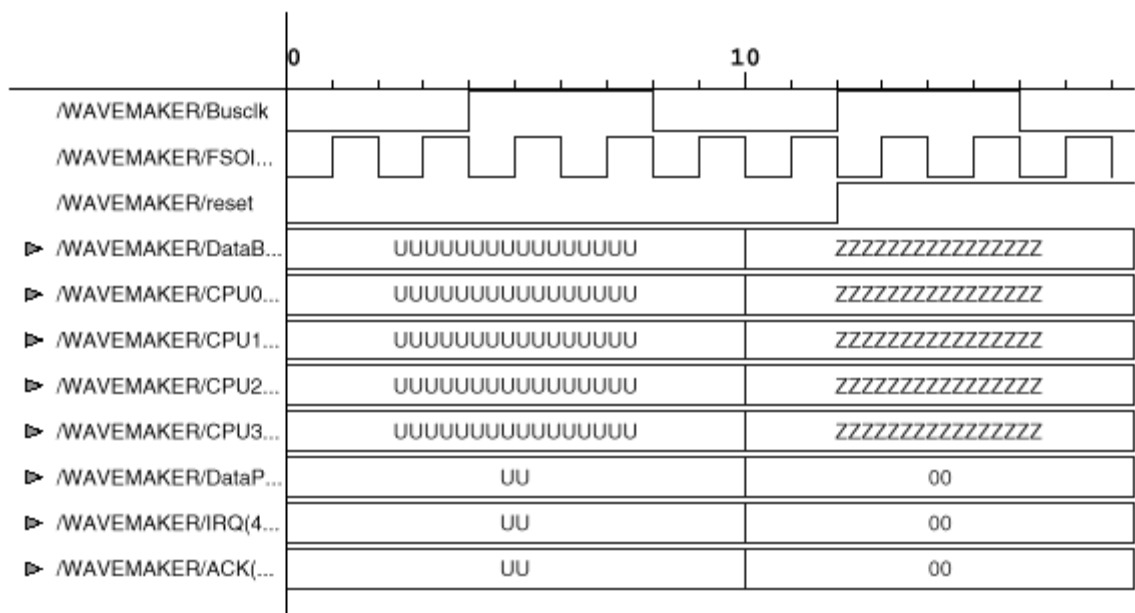 0 10
/WAVEMAKER/Busclk
/WAVEMAKER/FSOI...
/WAVEMAKER/reset
/WAVEMAKER/DataB... UUUUUUUUUUUUUUUU ZZZZZZZZZZZZZZZZ
/WAVEMAKER/CPU0... UUUUUUUUUUUUUUUU ZZZZZZZZZZZZZZZZ
/WAVEMAKER/CPU1... UUUUUUUUUUUUUUUU ZZZZZZZZZZZZZZZZ
/WAVEMAKER/CPU2... UUUUUUUUUUUUUUUU ZZZZZZZZZZZZZZZZ
/WAVEMAKER/CPU3... UUUUUUUUUUUUUUUU ZZZZZZZZZZZZZZZZ
/WAVEMAKER/DataP... UU 00
/WAVEMAKER/IRQ(4... UU 00
/WAVEMAKER/ACK(... UU 00